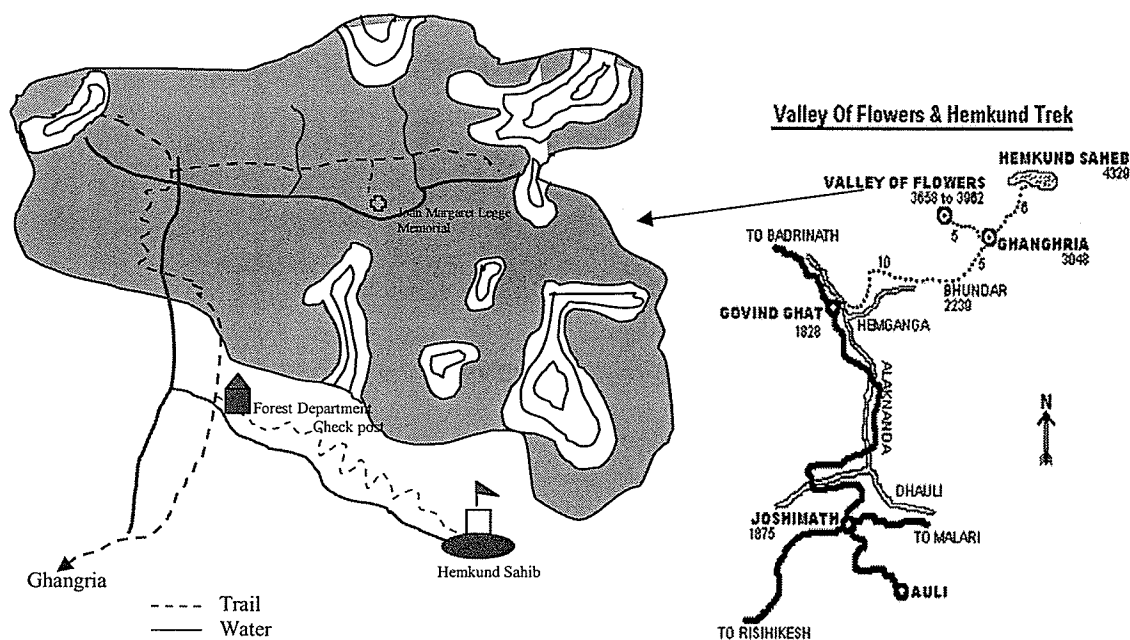 Joan Margaret Legge
Memorial
Forest Department
Check post
Hemkund Sahib
Ghangria
Trail
Water
Valley Of Flowers & Hemkund Trek
HEMKUND SAHEB
4329
VALLEY OF FLOWERS
3658 to 3962
6
5
GHANGHRIA
3048
TO BADRINATH
10
5
BHUNDAR
2239
GOVIND GHAT
1828
HEMGANGA
ALAKNANDA
N
DHAULI
JOSHIMATH
1875
TO MALARI
AULI
TO RISIHIKESH